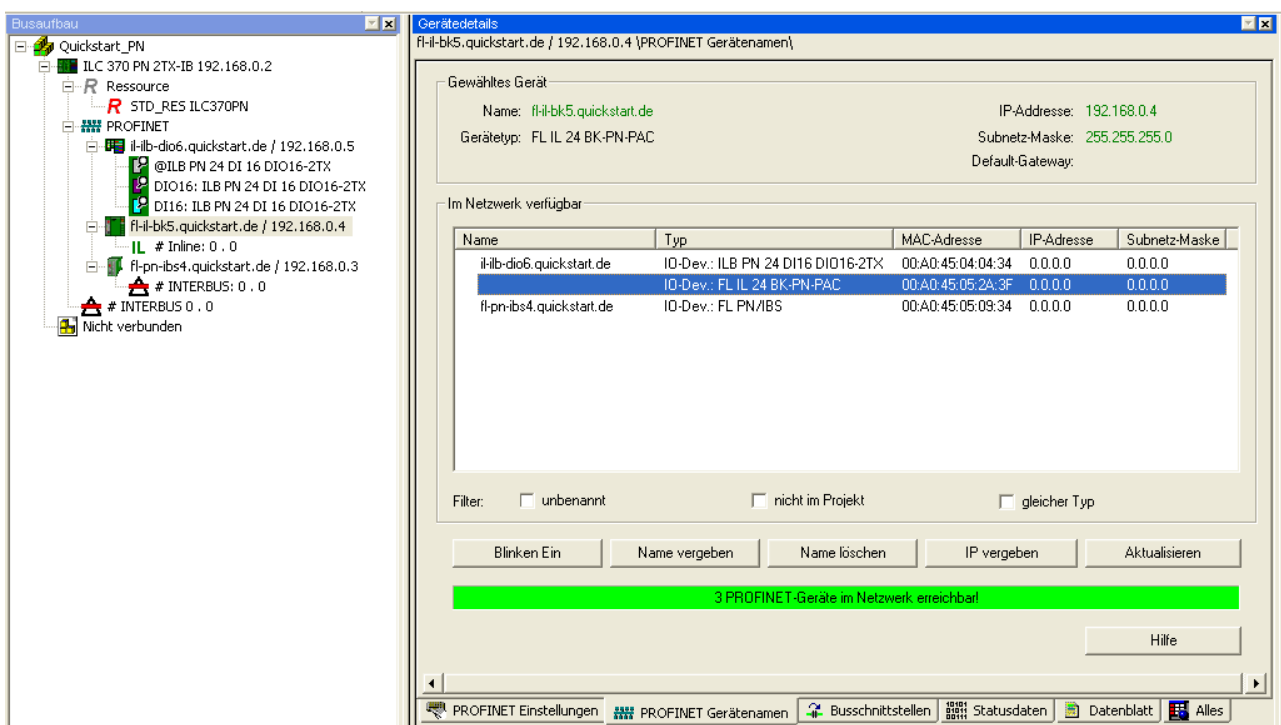 Busaufbau
Quickstart_PN
ILC 370 PN 2TX-IB 192.168.0.2
R Ressource
R STD_RES ILC370PN
PROFINET
il-ilb-dio6.quickstart.de / 192.168.0.5
@ILB PN 24 DI 16 DIO16-2TX
DIO16: ILB PN 24 DI 16 DIO16-2TX
DI16: ILB PN 24 DI 16 DIO16-2TX
fl-il-bk5.quickstart.de / 192.168.0.4
IL # Inline: 0 . 0
fl-pn-ibs4.quickstart.de / 192.168.0.3
# INTERBUS: 0 . 0
# INTERBUS 0 . 0
Nicht verbunden
Gerätedetails
fl-il-bk5.quickstart.de / 192.168.0.4 \PROFINET Gerätenamen\
Gewähltes Gerät
Name: fl-il-bk5.quickstart.de IP-Addresse: 192.168.0.4
Gerätetyp: FL IL 24 BK-PN-PAC Subnetz-Maske: 255.255.255.0
Default-Gateway:
Im Netzwerk verfügbar
Name Typ MAC-Adresse IP-Adresse Subnetz-Maske
il-ilb-dio6.quickstart.de IO-Dev.: ILB PN 24 DI16 DIO16-2TX 00:A0:45:04:04:34 0.0.0.0 0.0.0.0
IO-Dev.: FL IL 24 BK-PN-PAC 00:A0:45:05:2A:3F 0.0.0.0 0.0.0.0
fl-pn-ibs4.quickstart.de IO-Dev.: FL PN/IBS 00:A0:45:05:09:34 0.0.0.0 0.0.0.0
Filter: unbenannt nicht im Projekt gleicher Typ
Blinken Ein Name vergeben Name löschen IP vergeben Aktualisieren
3 PROFINET-Geräte im Netzwerk erreichbar!
Hilfe
PROFINET Einstellungen PROFINET Gerätenamen Busschnittstellen Statusdaten Datenblatt Alles